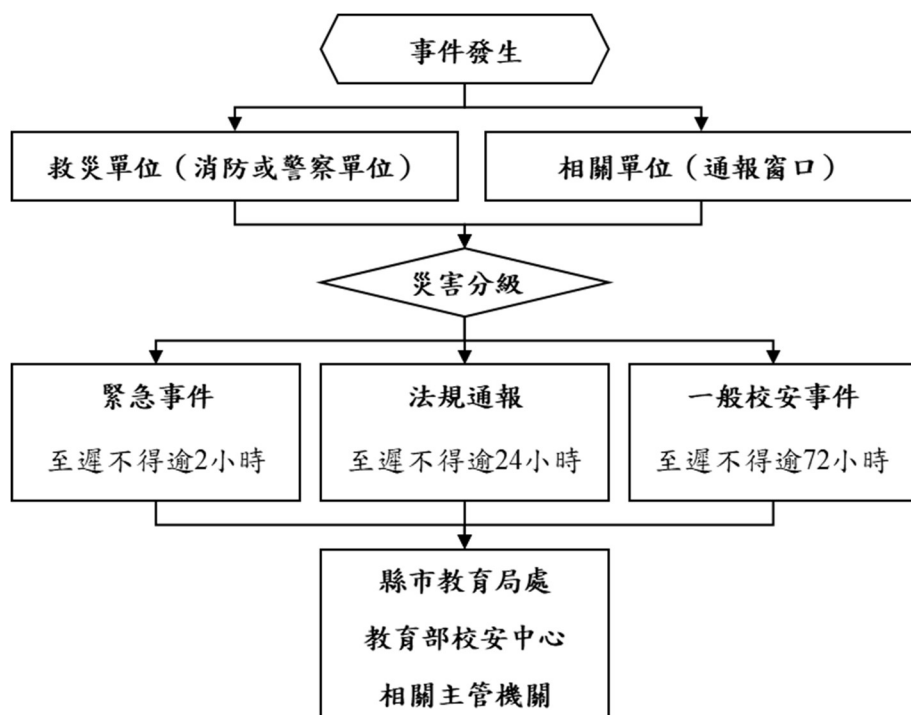 事件發生
救災單位（消防或警察單位）
相關單位（通報窗口）
災害分級
緊急事件
至遲不得逾2小時
法規通報
至遲不得逾24小時
一般校安事件
至遲不得逾72小時
縣市教育局處
教育部校安中心
相關主管機關